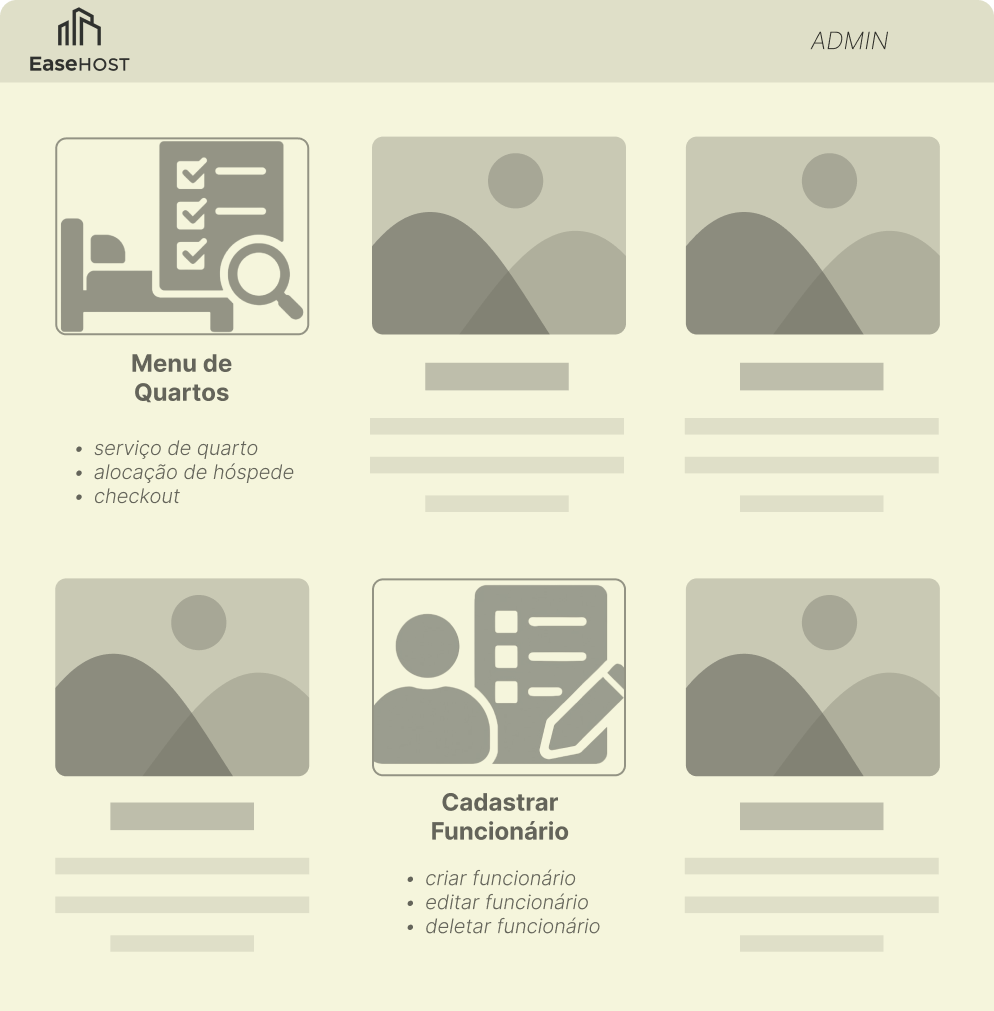 EaseHOST
ADMIN
Menu de
Quartos
• serviço de quarto
• alocação de hóspede
• checkout
Cadastrar
Funcionário
• criar funcionário
• editar funcionário
• deletar funcionário